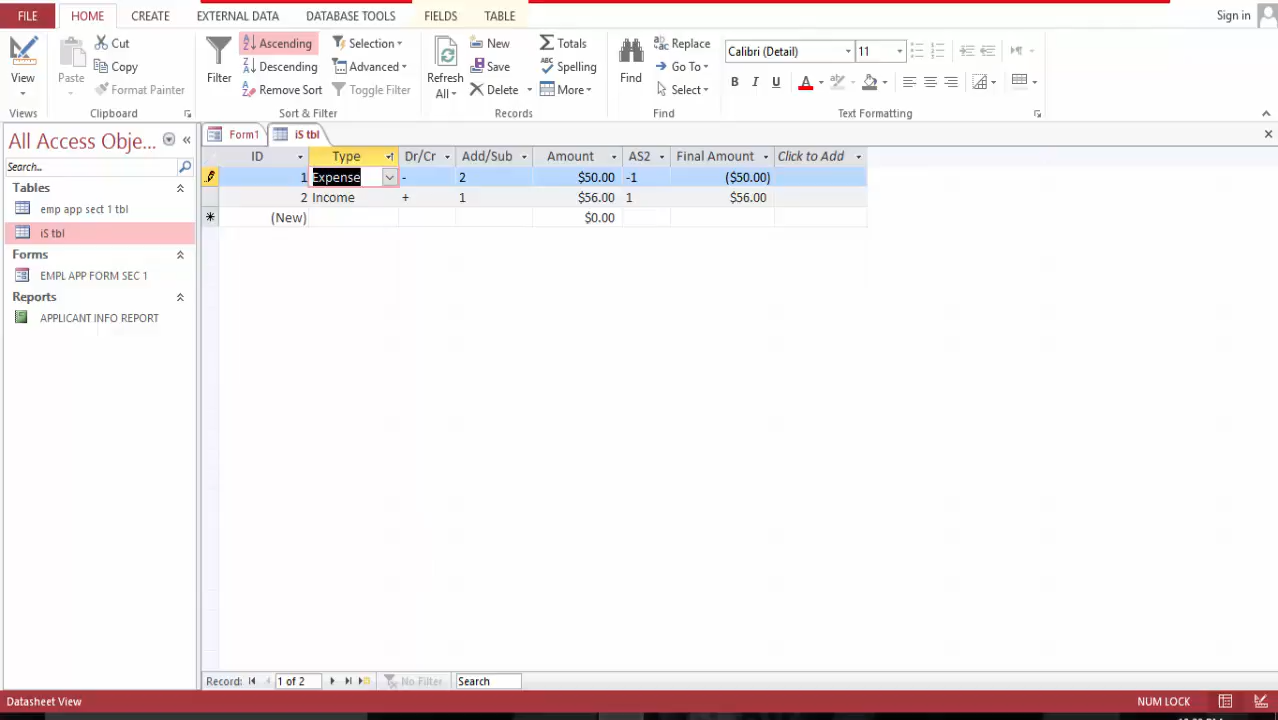 FILE HOME CREATE EXTERNAL DATA DATABASE TOOLS FIELDS TABLE Sign in
View
Views
Paste
Cut
Copy
Format Painter
Clipboard
Filter
Ascending
Descending
Remove Sort
Selection
Advanced
Toggle Filter
Sort & Filter
Refresh
All
New
Save
Delete
Totals
Spelling
More
Records
Find
Replace
Go To
Select
Find
Calibri (Detail) 11
B I U A
Text Formatting
All Access Obje...
Search...
Tables
emp app sect 1 tbl
iS tbl
Forms
EMPL APP FORM SEC 1
Reports
APPLICANT INFO REPORT
Form1 iS tbl
ID Type Dr/Cr Add/Sub Amount AS2 Final Amount Click to Add
1 Expense - 2 $50.00 -1 ($50.00)
2 Income + 1 $56.00 1 $56.00
(New) $0.00
Record: 1 of 2 No Filter Search
Datasheet View NUM LOCK